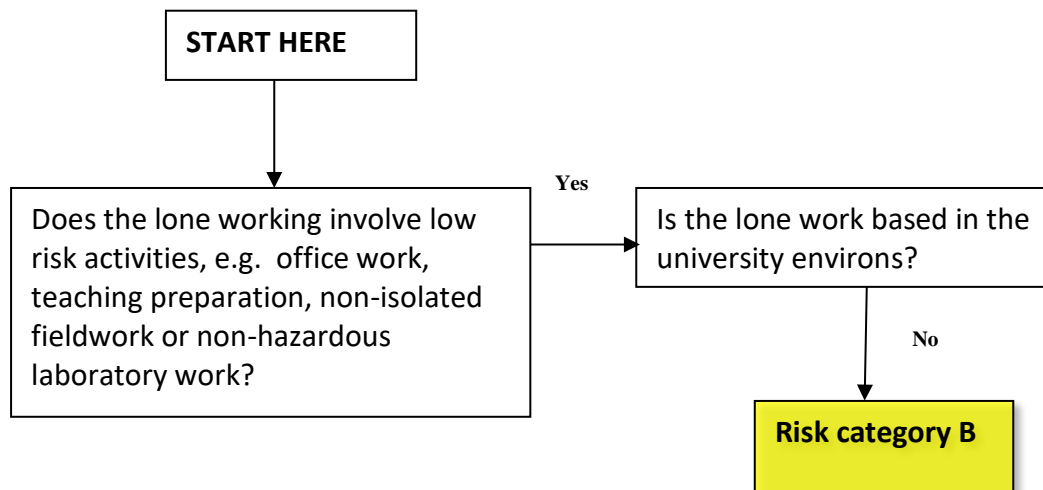 START HERE
Does the lone working involve low
risk activities, e.g. office work,
teaching preparation, non-isolated
fieldwork or non-hazardous
laboratory work?
Yes
Is the lone work based in the
university environs?
No
Risk category B